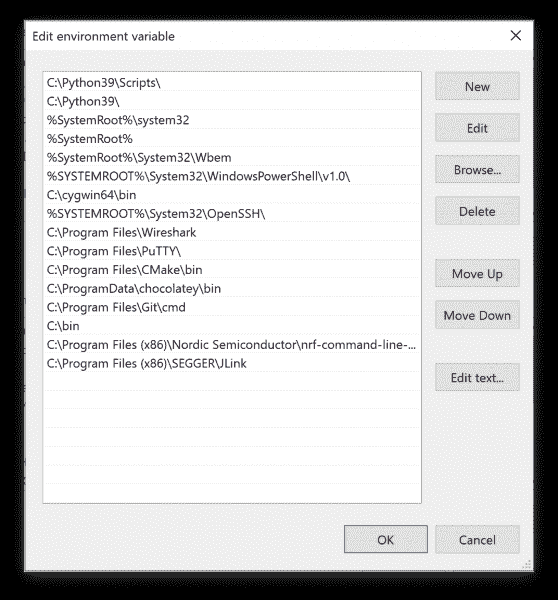 Edit environment variable
C:\Python39\Scripts\
C:\Python39\
%SystemRoot%\system32
%SystemRoot%
%SystemRoot%\System32\Wbem
%SYSTEMROOT%\System32\WindowsPowerShell\v1.0\
C:\cygwin64\bin
%SYSTEMROOT%\System32\OpenSSH\
C:\Program Files\Wireshark
C:\Program Files\PuTTY\
C:\Program Files\CMake\bin
C:\ProgramData\chocolatey\bin
C:\Program Files\Git\cmd
C:\bin
C:\Program Files (x86)\Nordic Semiconductor\nrf-command-line-...
C:\Program Files (x86)\SEGGER\JLink
New
Edit
Browse...
Delete
Move Up
Move Down
Edit text...
OK
Cancel